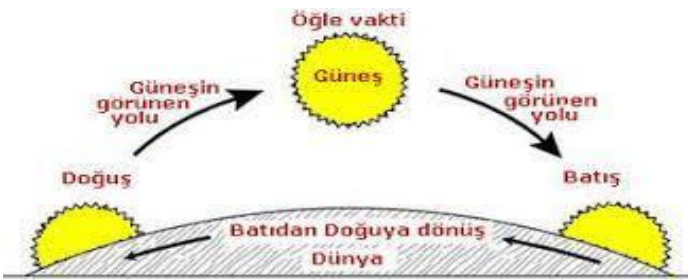 Öğle vakti
Güneş
Güneşin
görünen
yolu
Güneşin
görünen
yolu
Doğuş
Batış
Batıdan Doğuya dönüş
Dünya